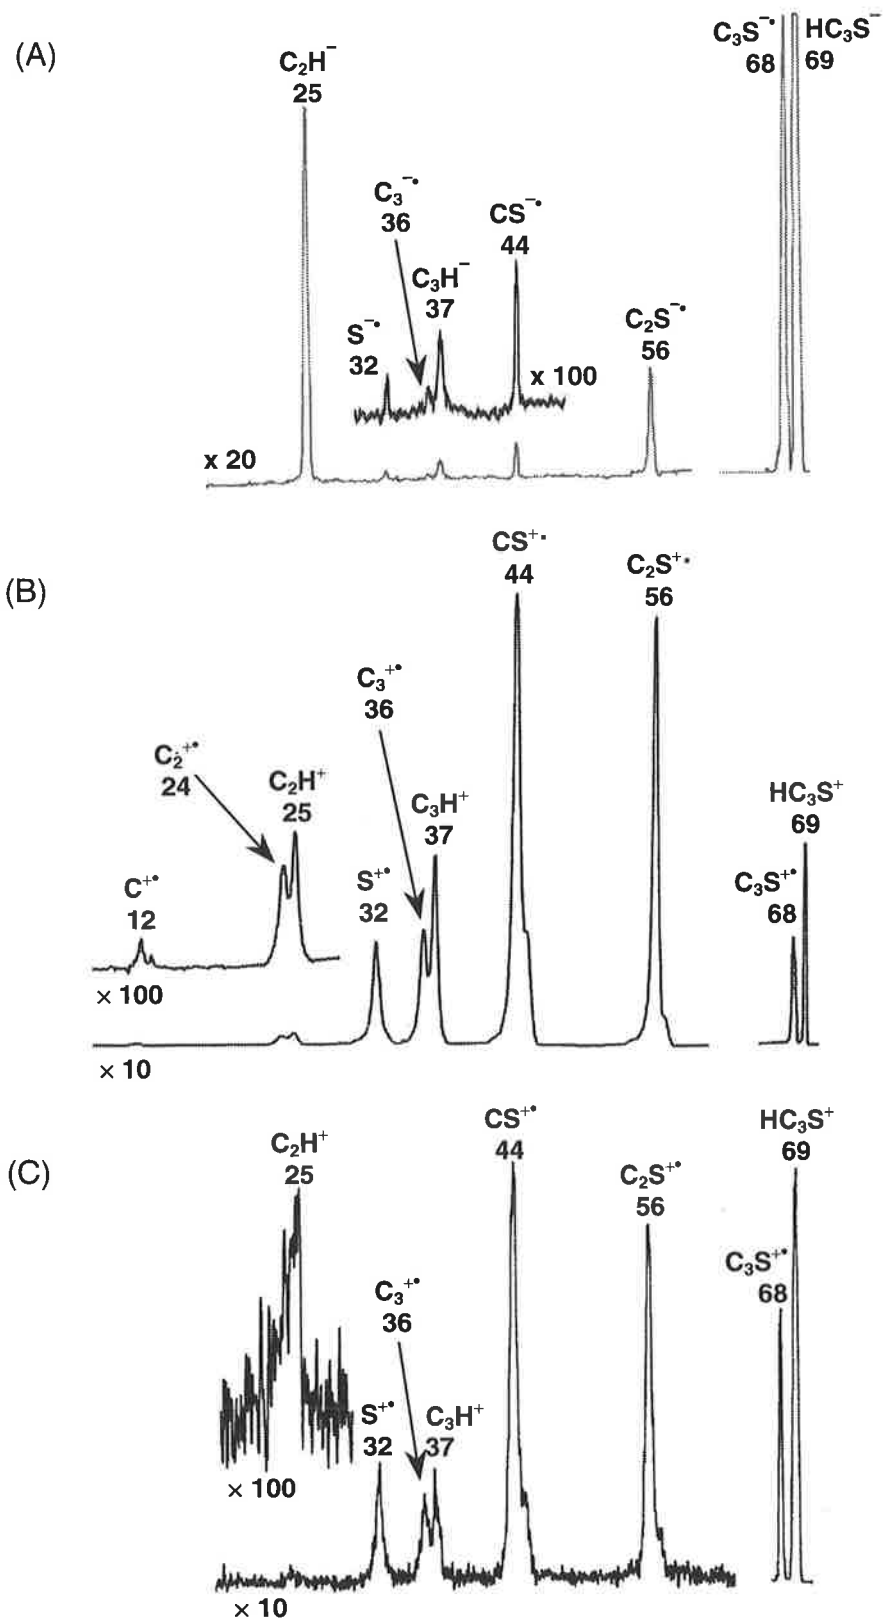 (A)
C₂H⁻
25
C₃⁻•
36
S⁻•
32
C₃H⁻
37
CS⁻•
44
x 100
C₂S⁻•
56
C₃S⁻•
68
HC₃S⁻
69
x 20
(B)
C⁺•
12
C₂⁺•
24
C₂H⁺
25
× 100
S⁺•
32
C₃⁺•
36
C₃H⁺
37
CS⁺•
44
C₂S⁺•
56
C₃S⁺•
68
HC₃S⁺
69
× 10
(C)
C₂H⁺
25
× 100
S⁺•
32
C₃⁺•
36
C₃H⁺
37
CS⁺•
44
C₂S⁺•
56
C₃S⁺•
68
HC₃S⁺
69
× 10